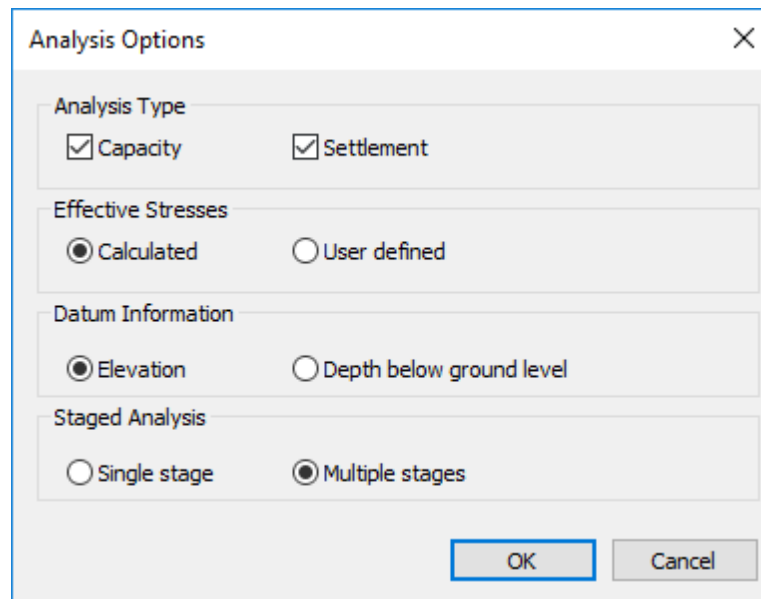 Analysis Options
Analysis Type
Capacity Settlement
Effective Stresses
Calculated User defined
Datum Information
Elevation Depth below ground level
Staged Analysis
Single stage Multiple stages
OK Cancel